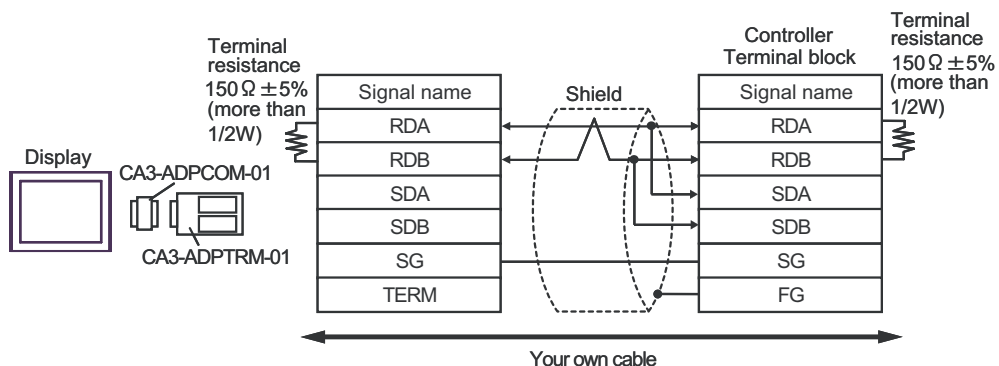 Terminal
resistance
150Ω ±5%
(more than
1/2W)
Display
CA3-ADPCOM-01
CA3-ADPTRM-01
Signal name
RDA
RDB
SDA
SDB
SG
TERM
Shield
Controller
Terminal block
Signal name
RDA
RDB
SDA
SDB
SG
FG
Terminal
resistance
150Ω ±5%
(more than
1/2W)
Your own cable